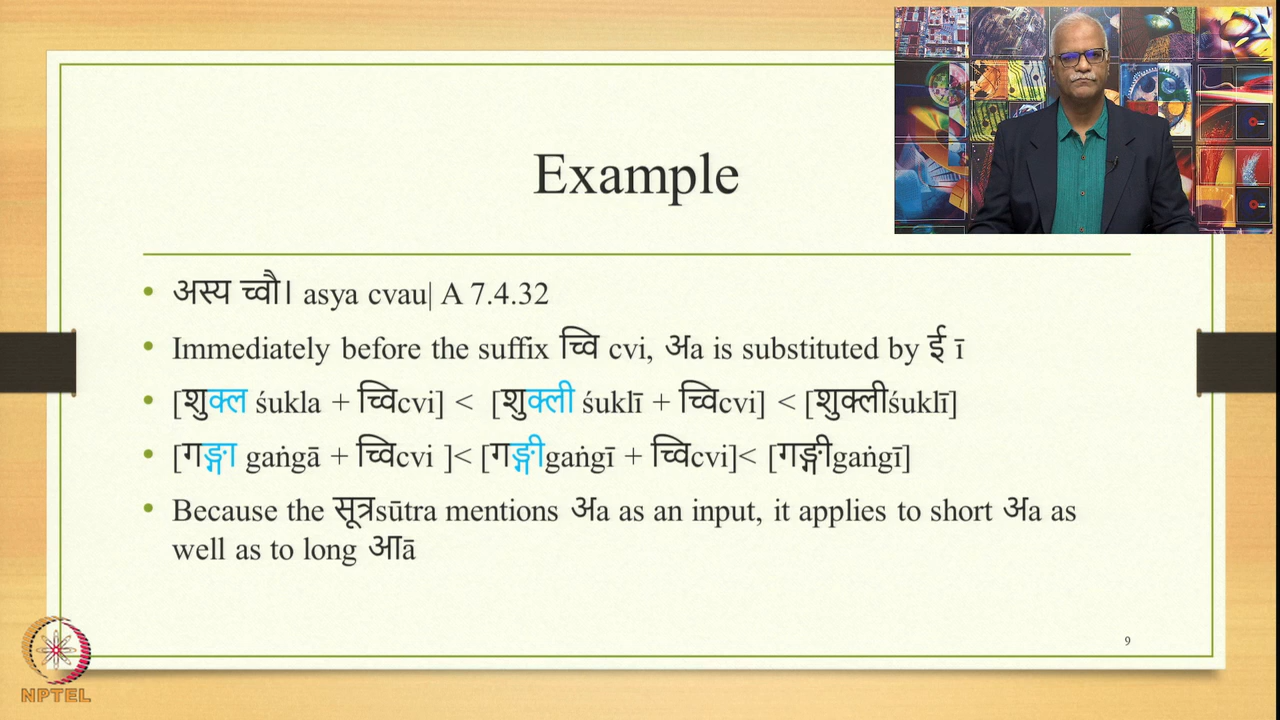 Example
• अस्य च्वौ। asya cvau| A 7.4.32
• Immediately before the suffix च्वि cvi, अa is substituted by ई ī
• [शुक्ल śukla + च्विcvi] < [शुक्ली śuklī + च्विcvi] < [शुक्लीśuklī]
• [गङ्गा gaṅgā + च्विcvi ]< [गङ्गीgaṅgī + च्विcvi]< [गङ्गीgaṅgī]
• Because the सूत्रsūtra mentions अa as an input, it applies to short अa as
well as to long आā
9
NPTEL